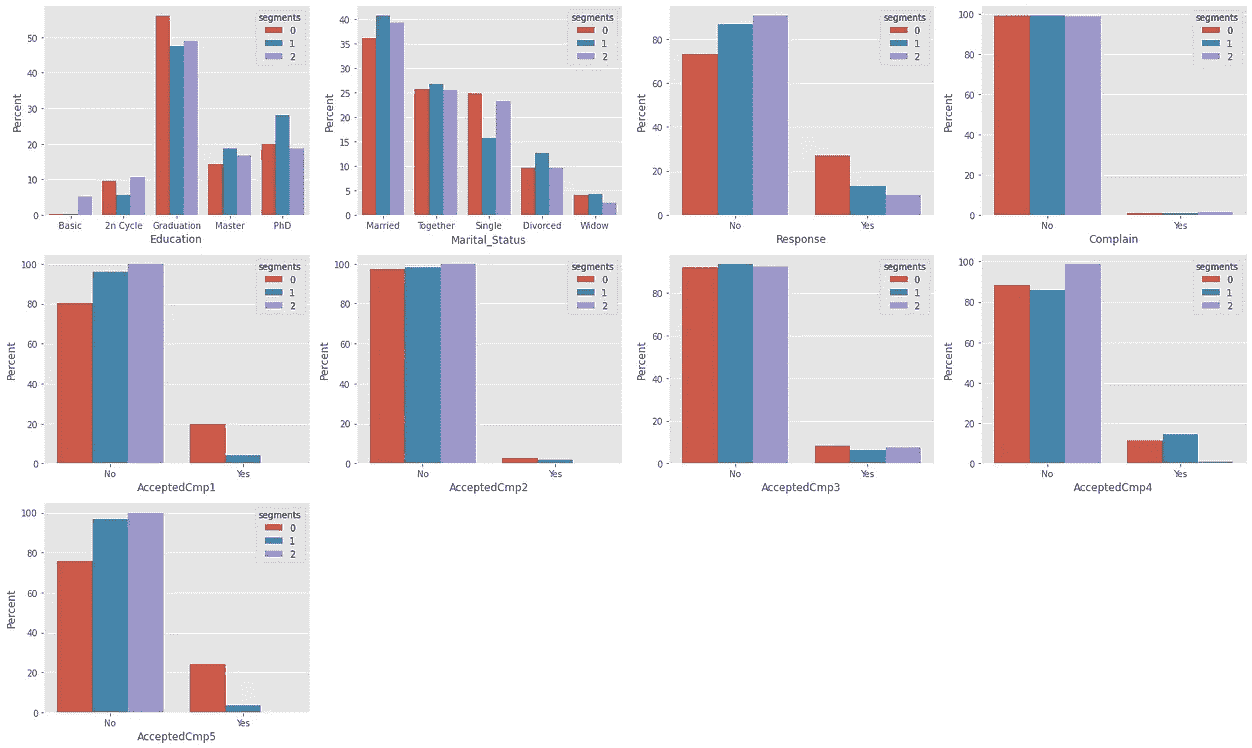 segments
0
1
2
50
40
30
20
10
0
Percent
Basic 2n Cycle Graduation Master PhD
Education
segments
0
1
2
40
35
30
25
20
15
10
5
0
Percent
Married Together Single Divorced Widow
Marital_Status
segments
0
1
2
80
60
40
20
0
Percent
No Yes
Response
segments
0
1
2
100
80
60
40
20
0
Percent
No Yes
Complain
segments
0
1
2
100
80
60
40
20
0
Percent
No Yes
AcceptedCmp1
segments
0
1
2
100
80
60
40
20
0
Percent
No Yes
AcceptedCmp2
segments
0
1
2
80
60
40
20
0
Percent
No Yes
AcceptedCmp3
segments
0
1
2
100
80
60
40
20
0
Percent
No Yes
AcceptedCmp4
segments
0
1
2
100
80
60
40
20
0
Percent
No Yes
AcceptedCmp5